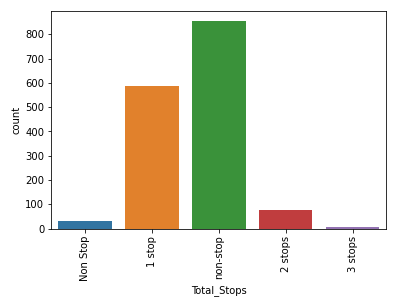 800
700
600
500
400
300
200
100
0
count
Non Stop
1 stop
non-stop
2 stops
3 stops
Total_Stops